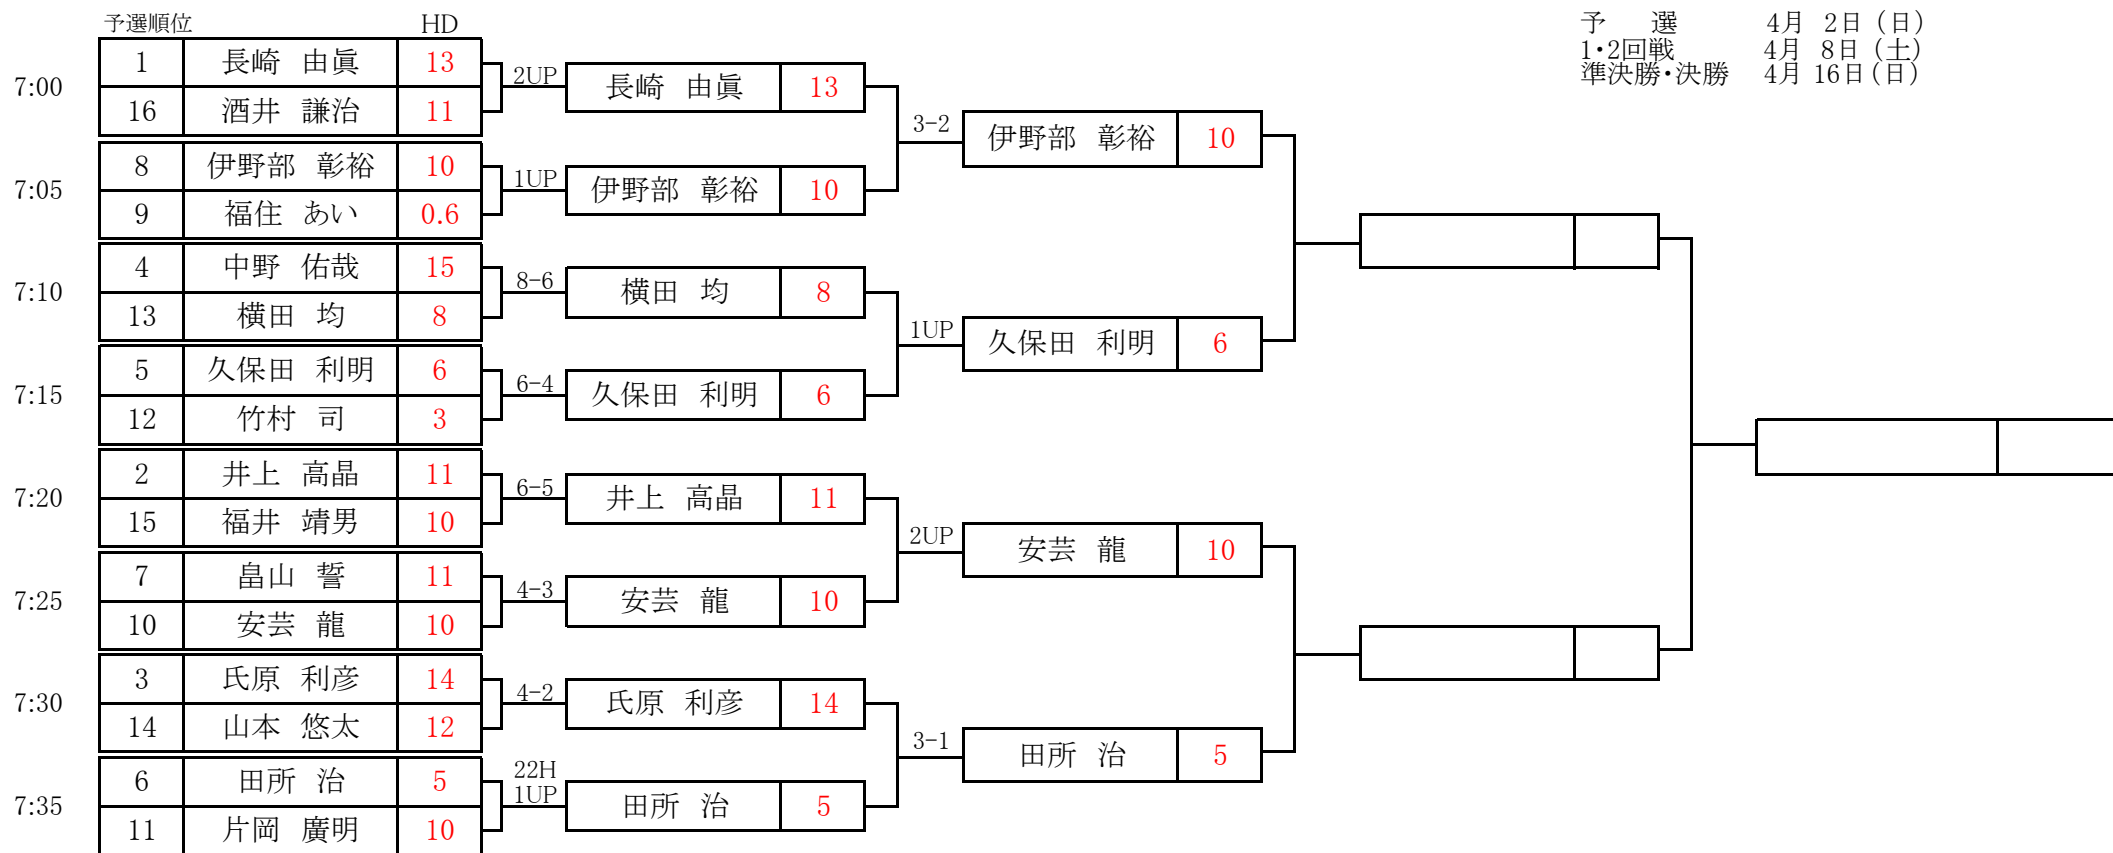 予選順位 HD
予 選 4月 2日(日)
1・2回戦 4月 8日(土)
準決勝・決勝 4月 16日(日)
7:00
1 長崎 由眞 13
16 酒井 謙治 11
2UP
長崎 由眞 13
7:05
8 伊野部 彰裕 10
9 福住 あい 0.6
1UP
伊野部 彰裕 10
3-2
伊野部 彰裕 10
7:10
4 中野 佑哉 15
13 横田 均 8
8-6
横田 均 8
7:15
5 久保田 利明 6
12 竹村 司 3
6-4
久保田 利明 6
1UP
久保田 利明 6
7:20
2 井上 高晶 11
15 福井 靖男 10
6-5
井上 高晶 11
7:25
7 畠山 誓 11
10 安芸 龍 10
4-3
安芸 龍 10
2UP
安芸 龍 10
7:30
3 氏原 利彦 14
14 山本 悠太 12
4-2
氏原 利彦 14
7:35
6 田所 治 5
11 片岡 廣明 10
22H
1UP
田所 治 5
3-1
田所 治 5